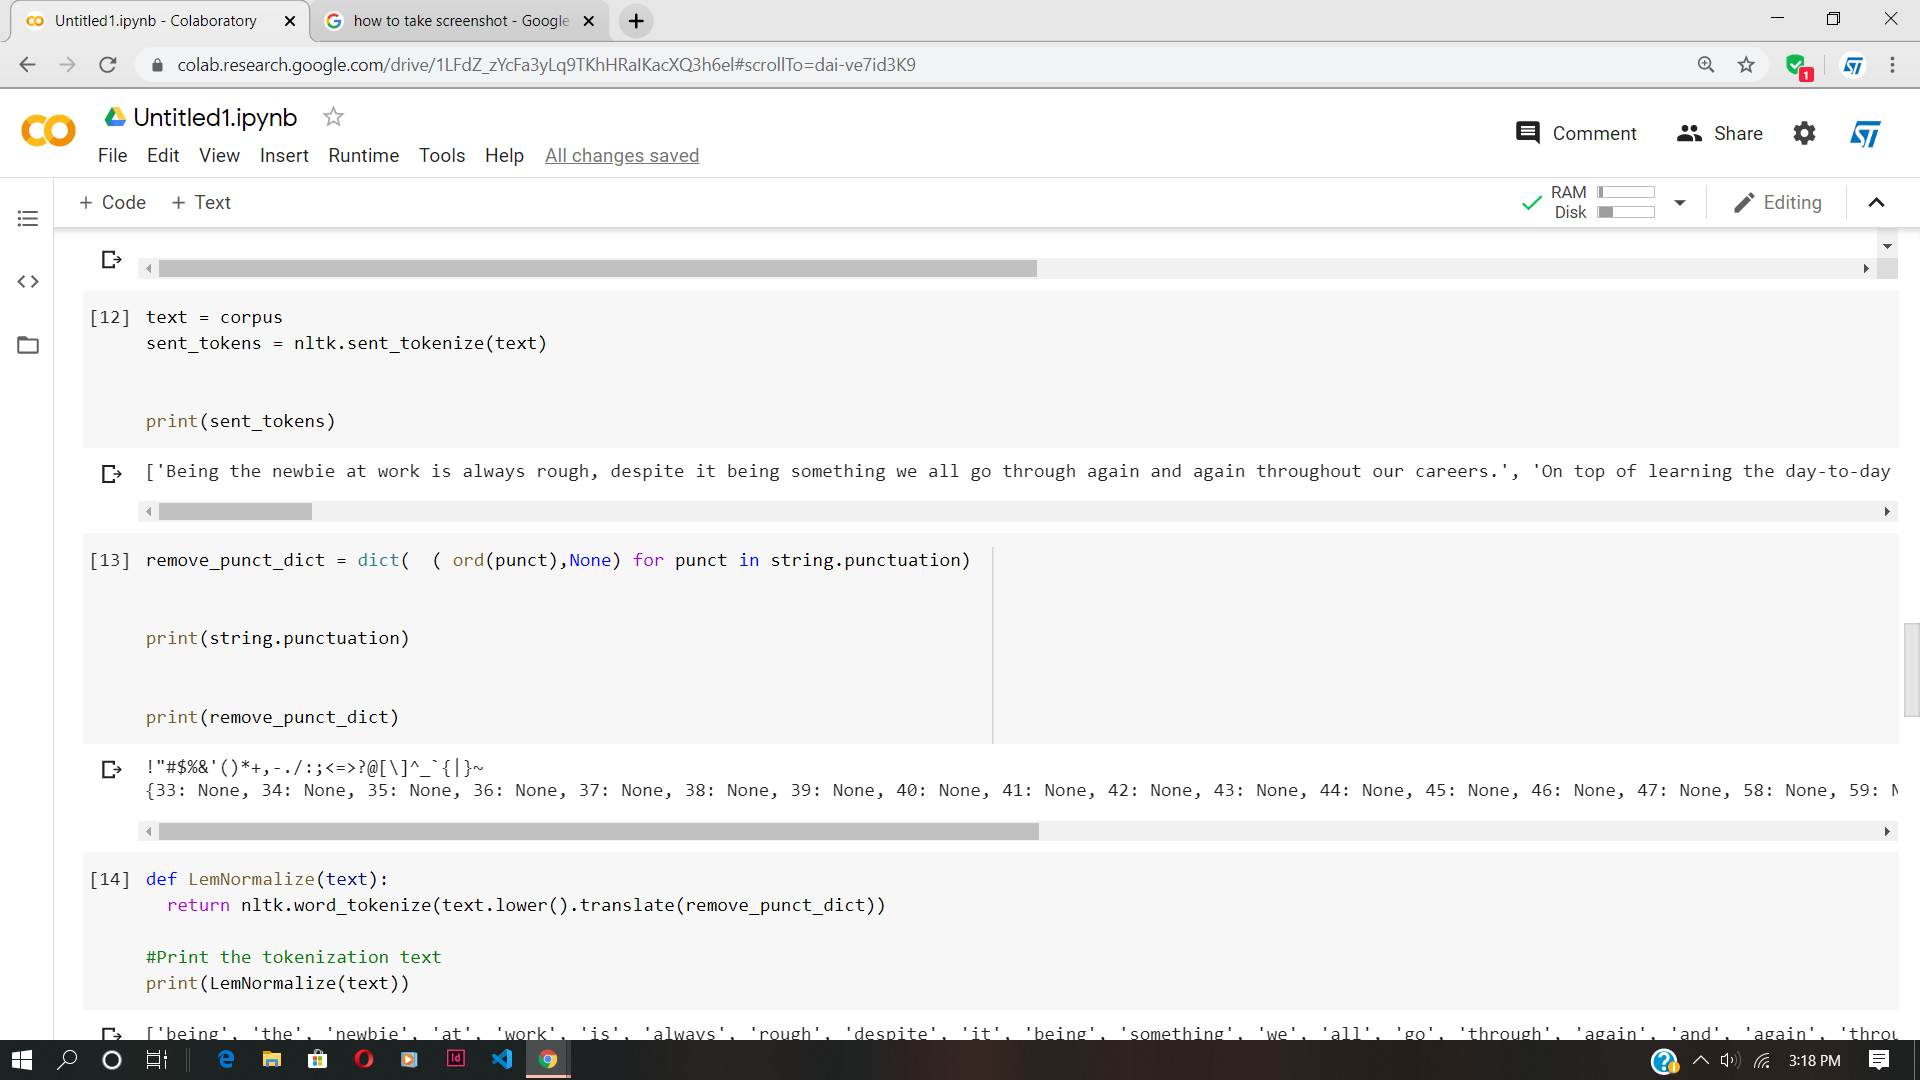 Untitled1.ipynb - Colaboratory
how to take screenshot - Google
colab.research.google.com/drive/1LFdZ_zYcFa3yLq9TKhHRaIKacXQ3h6el#scrollTo=dai-ve7id3K9
1
Untitled1.ipynb
Comment
Share
File Edit View Insert Runtime Tools Help All changes saved
+ Code + Text
RAM
Disk
Editing
[12] text = corpus
sent_tokens = nltk.sent_tokenize(text)
print(sent_tokens)
['Being the newbie at work is always rough, despite it being something we all go through again and again throughout our careers.', 'On top of learning the day-to-day
[13] remove_punct_dict = dict(  ( ord(punct),None) for punct in string.punctuation)
print(string.punctuation)
print(remove_punct_dict)
!"#$%&'()*+,-./:;<=>?@[\]^_`{|}~
{33: None, 34: None, 35: None, 36: None, 37: None, 38: None, 39: None, 40: None, 41: None, 42: None, 43: None, 44: None, 45: None, 46: None, 47: None, 58: None, 59: N
[14] def LemNormalize(text):
return nltk.word_tokenize(text.lower().translate(remove_punct_dict))
#Print the tokenization text
print(LemNormalize(text))
['being', 'the', 'newbie', 'at', 'work', 'is', 'always', 'rough', 'despite', 'it', 'being', 'something', 'we', 'all', 'go', 'through', 'again', 'and', 'again', 'throu
3:18 PM